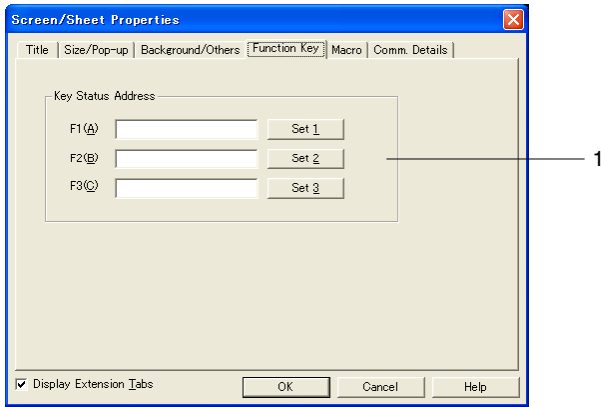 Screen/Sheet Properties
Title Size/Pop-up Background/Others Function Key Macro Comm. Details
Key Status Address
F1(A) Set 1
1
F2(B) Set 2
F3(C) Set 3
Display Extension Tabs OK Cancel Help